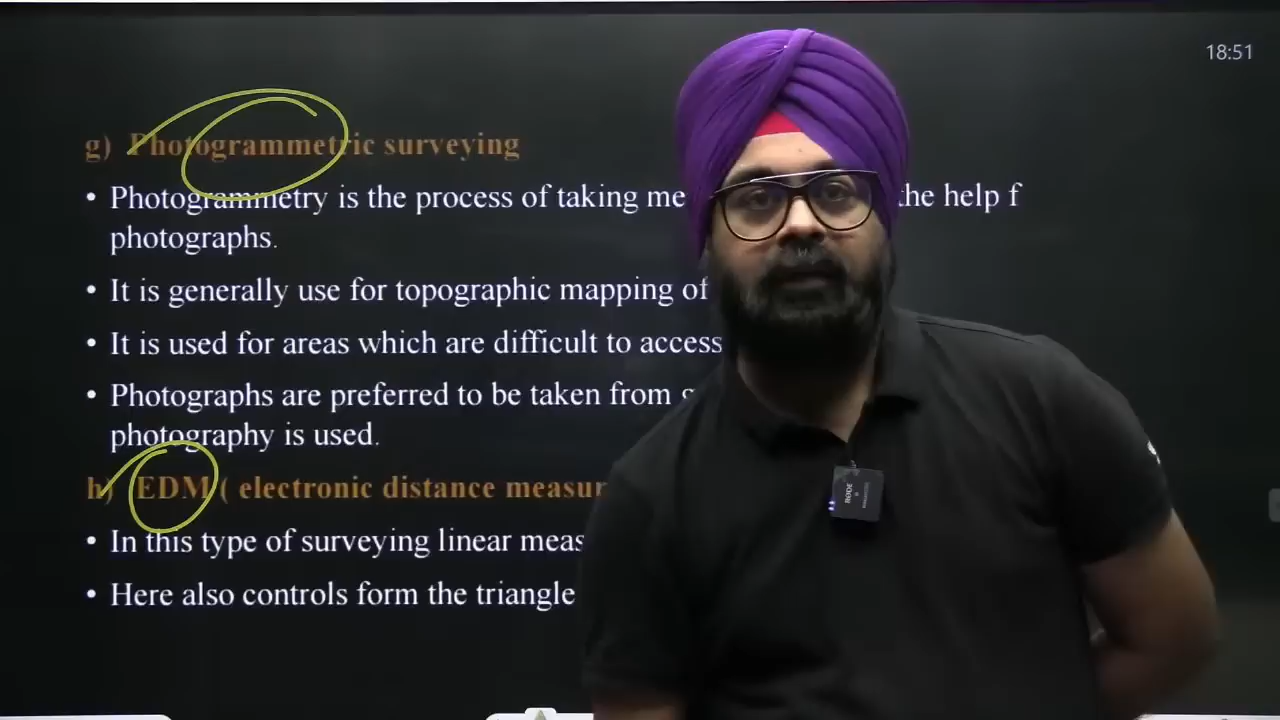 18:51
g) Photogrammetric surveying
• Photogrammetry is the process of taking me the help f
photographs.
• It is generally use for topographic mapping of
• It is used for areas which are difficult to access
• Photographs are preferred to be taken from
photography is used.
h) EDM ( electronic distance measur
• In this type of surveying linear meas
• Here also controls form the triangle
RODE